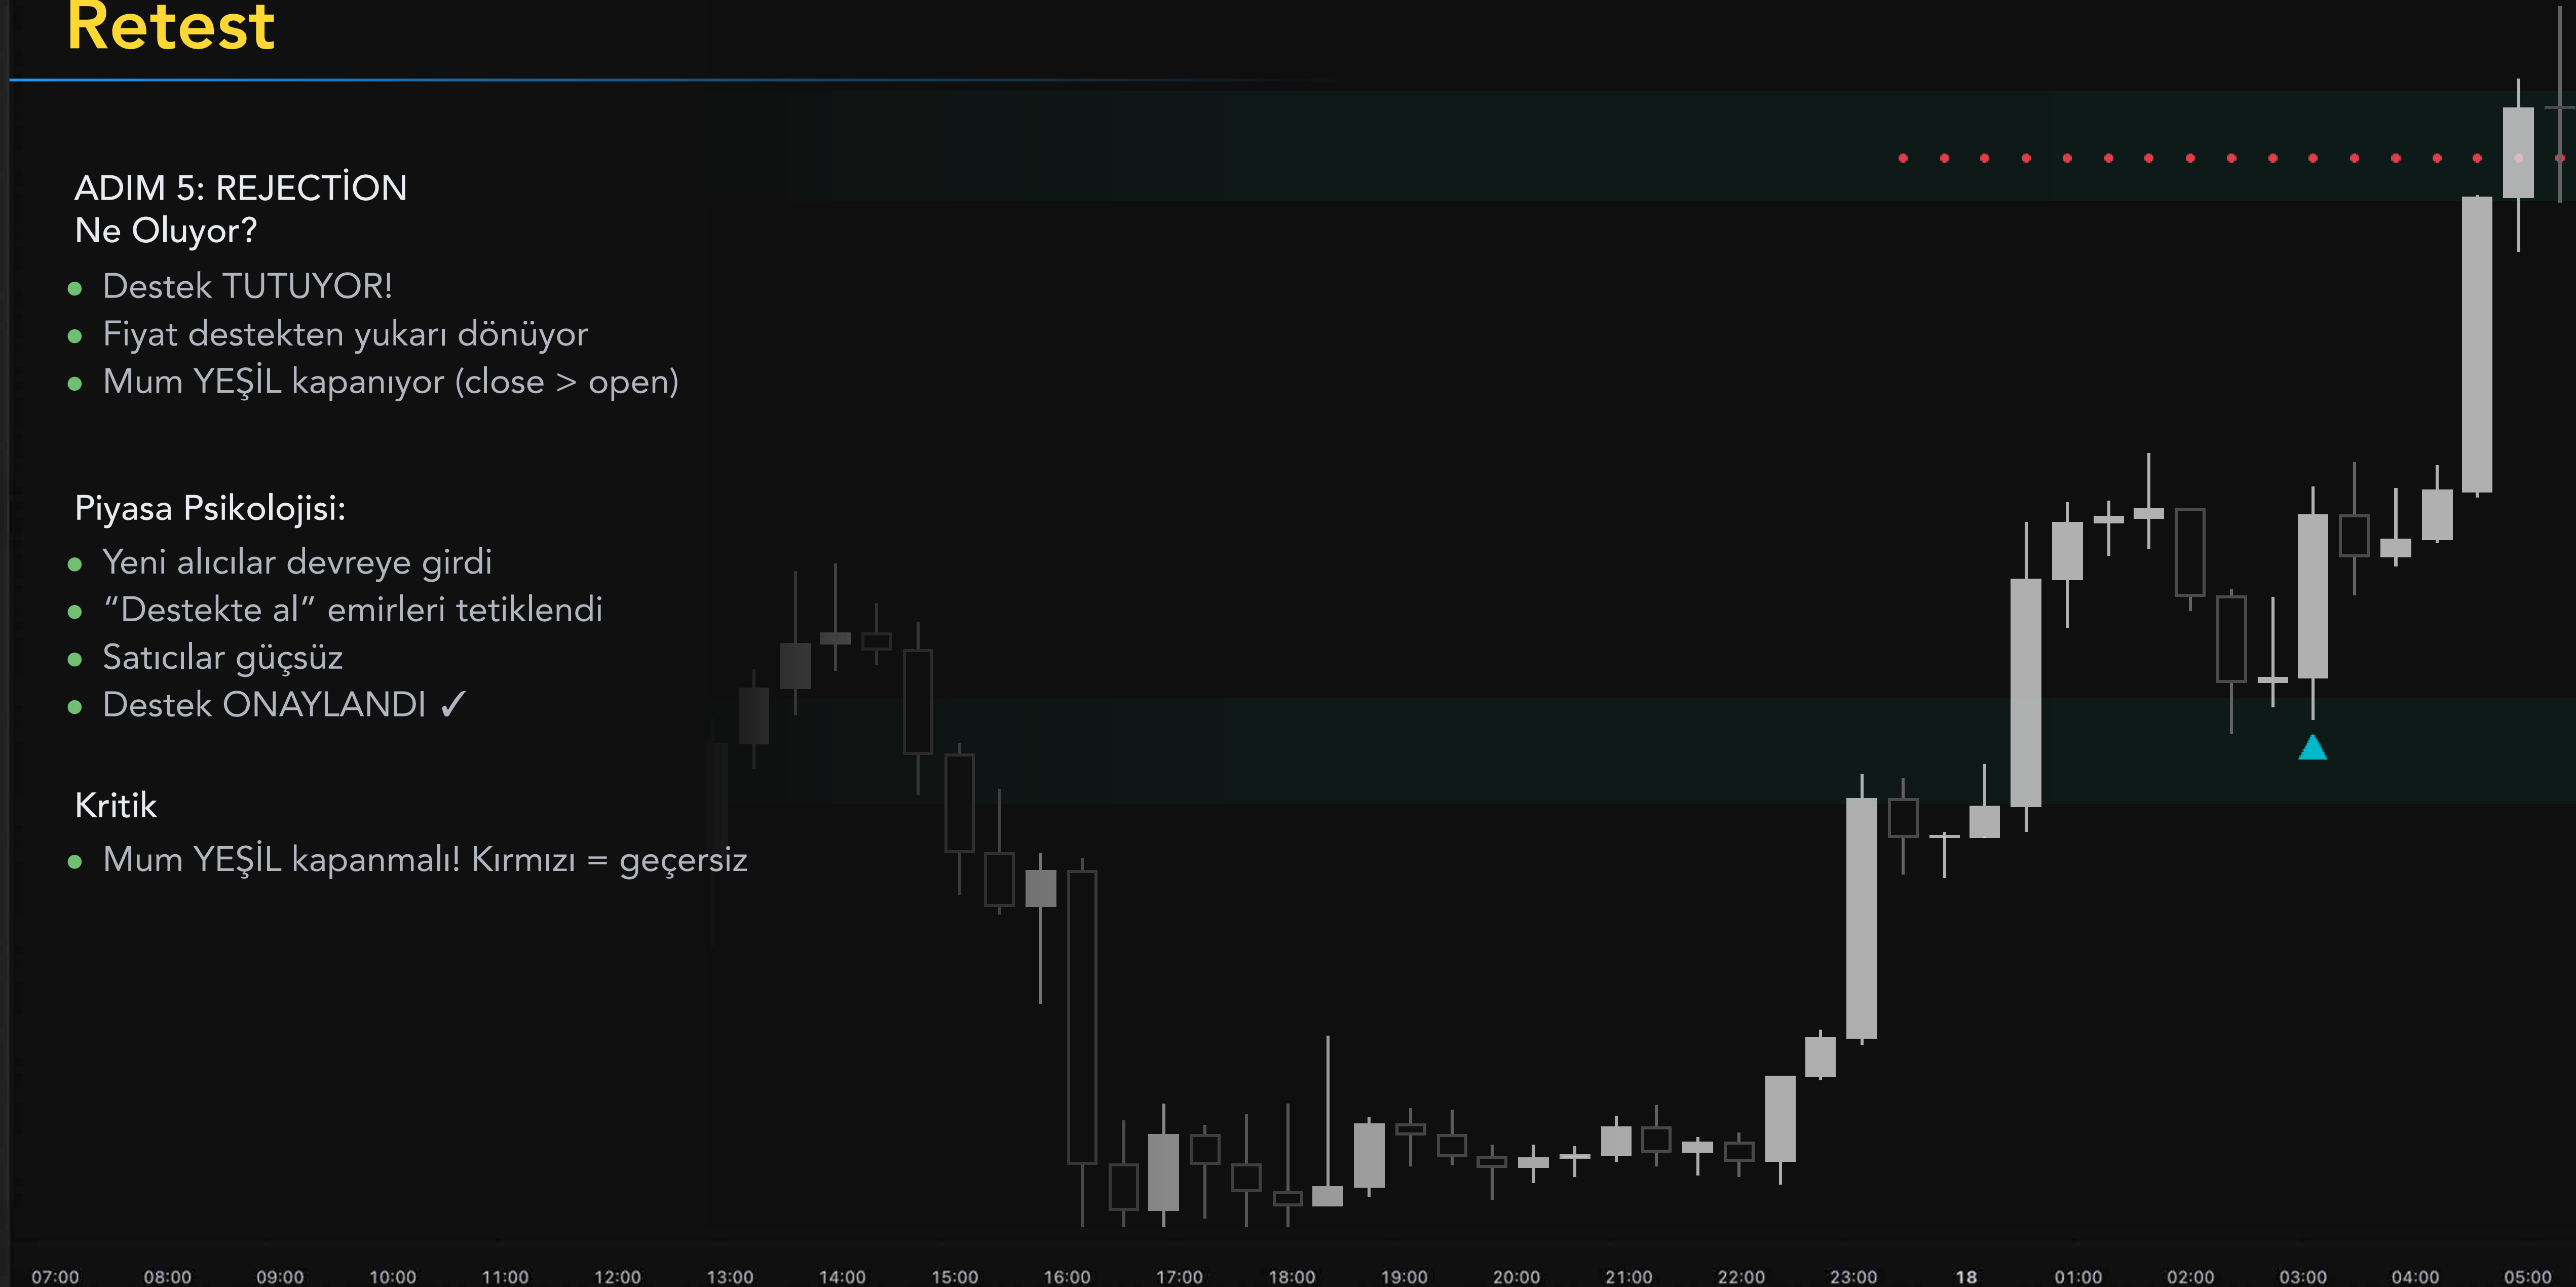 Retest
ADIM 5: REJECTİON
Ne Oluyor?
• Destek TUTUYOR!
• Fiyat destekten yukarı dönüyor
• Mum YEŞİL kapanıyor (close > open)
Piyasa Psikolojisi:
• Yeni alıcılar devreye girdi
• “Destekte al” emirleri tetiklendi
• Satıcılar güçsüz
• Destek ONAYLANDI ✓
Kritik
• Mum YEŞİL kapanmalı! Kırmızı = geçersiz
07:00 08:00 09:00 10:00 11:00 12:00 13:00 14:00 15:00 16:00 17:00 18:00 19:00 20:00 21:00 22:00 23:00 18 01:00 02:00 03:00 04:00 05:00